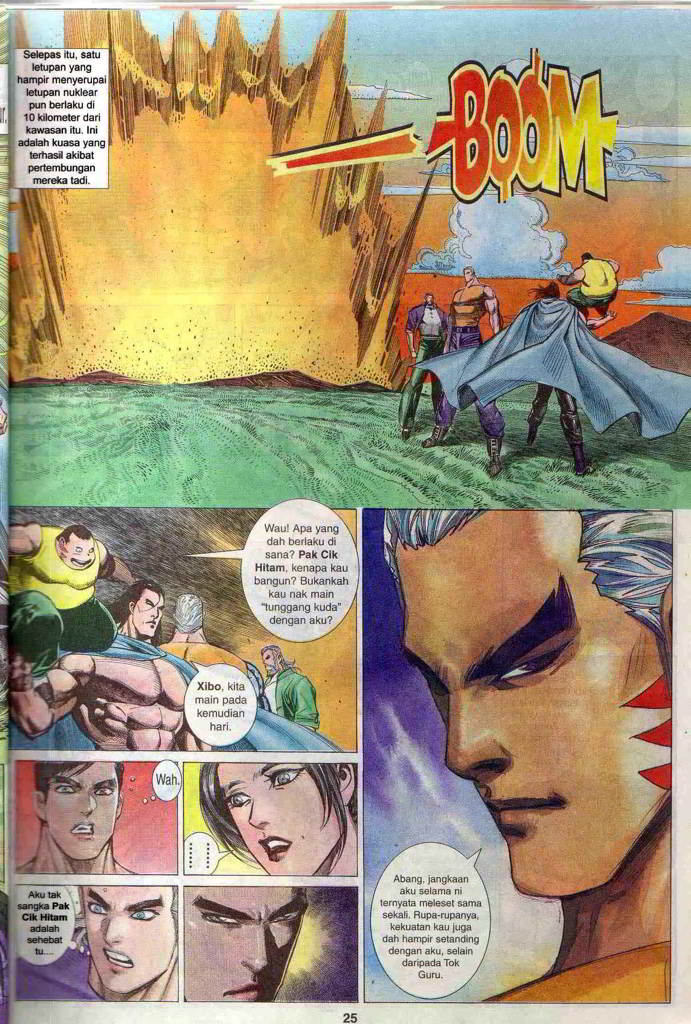 Selepas itu, satu
letupan yang
hampir menyerupai
letupan nuklear
pun berlaku di
10 kilometer dari
kawasan itu. Ini
adalah kuasa yang
terhasil akibat
pertembungan
mereka tadi.
BOOM
Wau! Apa yang
dah berlaku di
sana? Pak Cik
Hitam, kenapa kau
bangun? Bukankah
kau nak main
"tunggang kuda"
dengan aku?
Xibo, kita
main pada
kemudian
hari.
Wah.
Aku tak
sangka Pak
Cik Hitam
adalah
sehebat
tu....
Abang, jangkaan
aku selama ni
ternyata meleset sama
sekali. Rupa-rupanya,
kekuatan kau juga
dah hampir setanding
dengan aku, selain
daripada Tok
Guru.
25